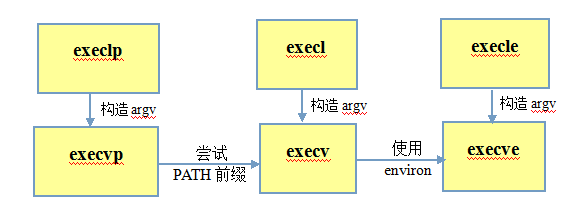 execlp
execl
execle
构造 argv
构造 argv
构造 argv
execvp
尝试
PATH 前缀
execv
使用
environ
execve